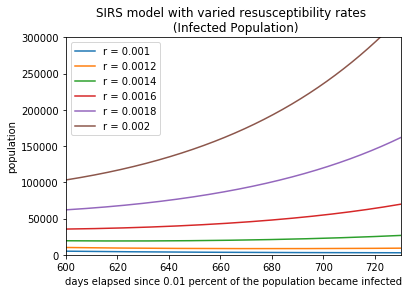 SIRS model with varied resusceptibility rates
(Infected Population)
300000
250000
200000
150000
100000
50000
0
population
r = 0.001
r = 0.0012
r = 0.0014
r = 0.0016
r = 0.0018
r = 0.002
600 620 640 660 680 700 720
days elapsed since 0.01 percent of the population became infected